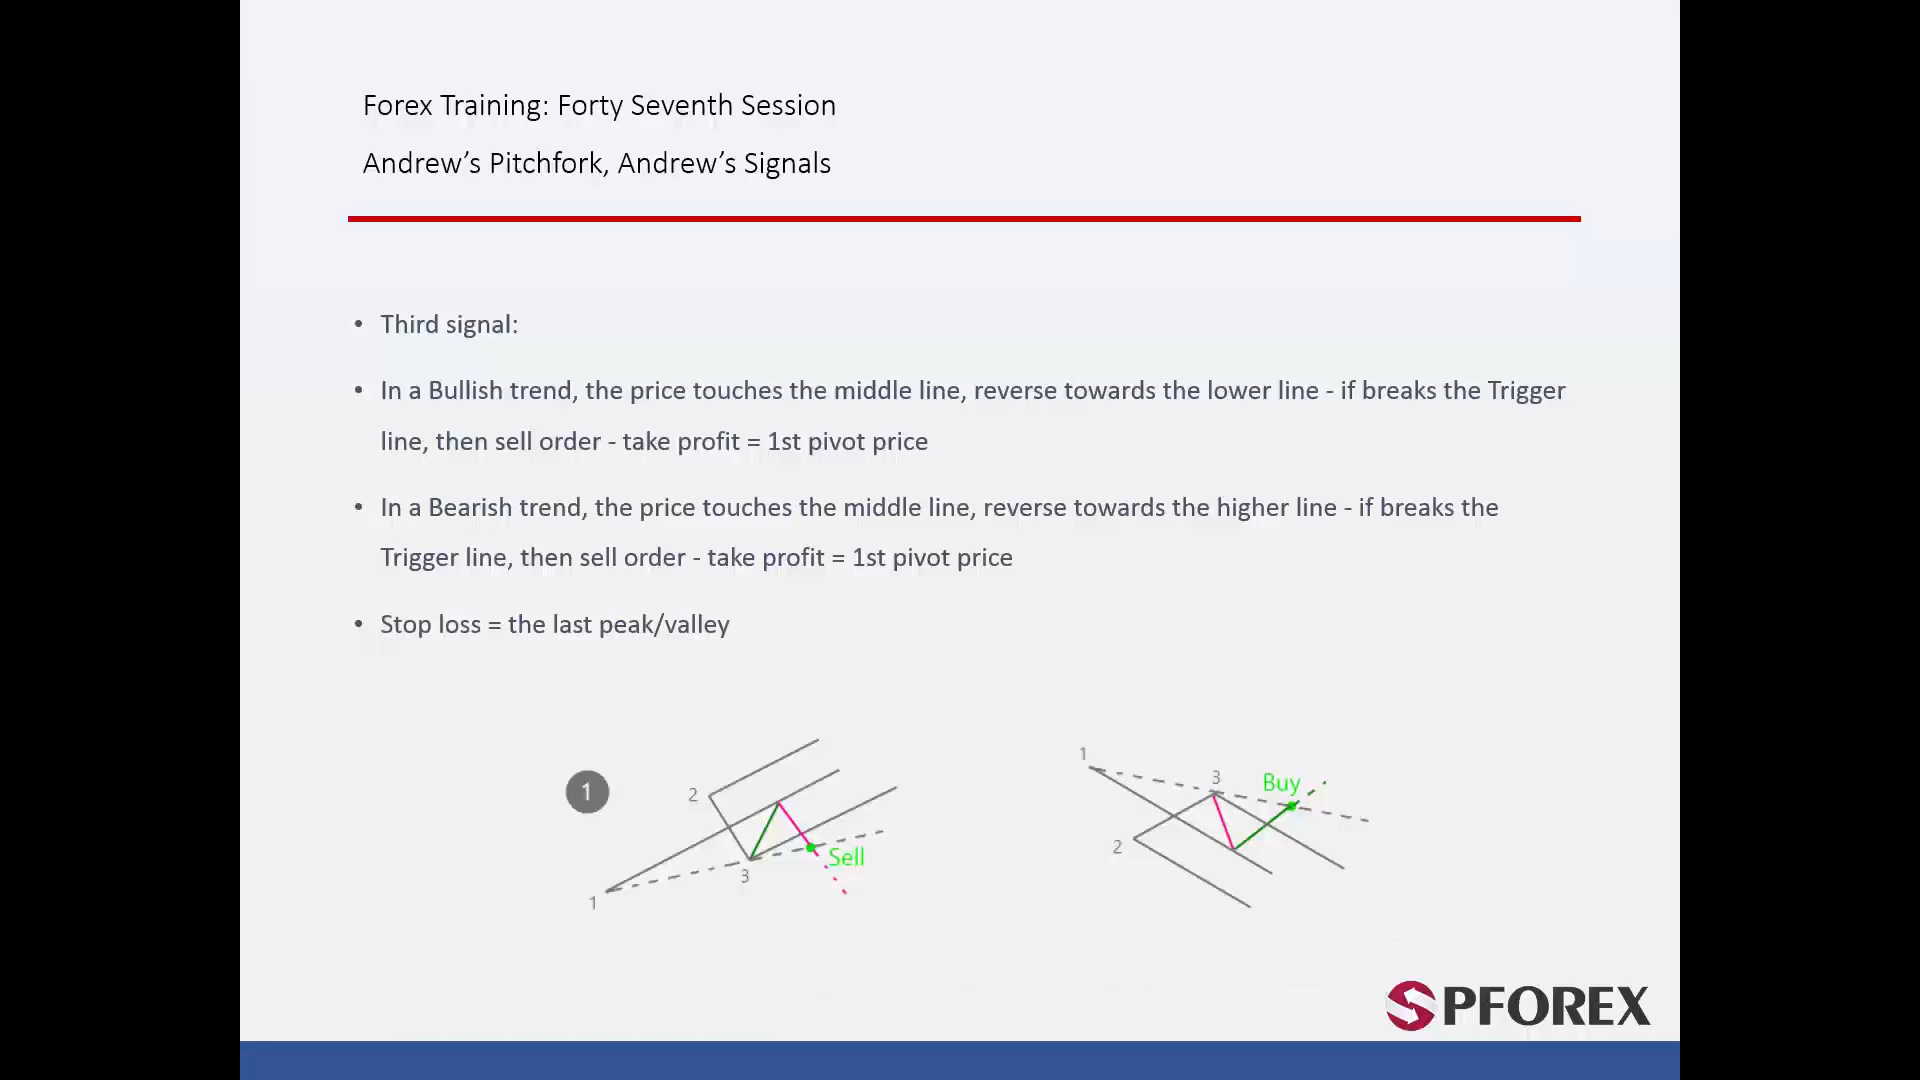 Forex Training: Forty Seventh Session
Andrew’s Pitchfork, Andrew’s Signals
• Third signal:
• In a Bullish trend, the price touches the middle line, reverse towards the lower line - if breaks the Trigger
line, then sell order - take profit = 1st pivot price
• In a Bearish trend, the price touches the middle line, reverse towards the higher line - if breaks the
Trigger line, then sell order - take profit = 1st pivot price
• Stop loss = the last peak/valley
1
2
Sell
3
1
1
3
Buy
2
SPFOREX